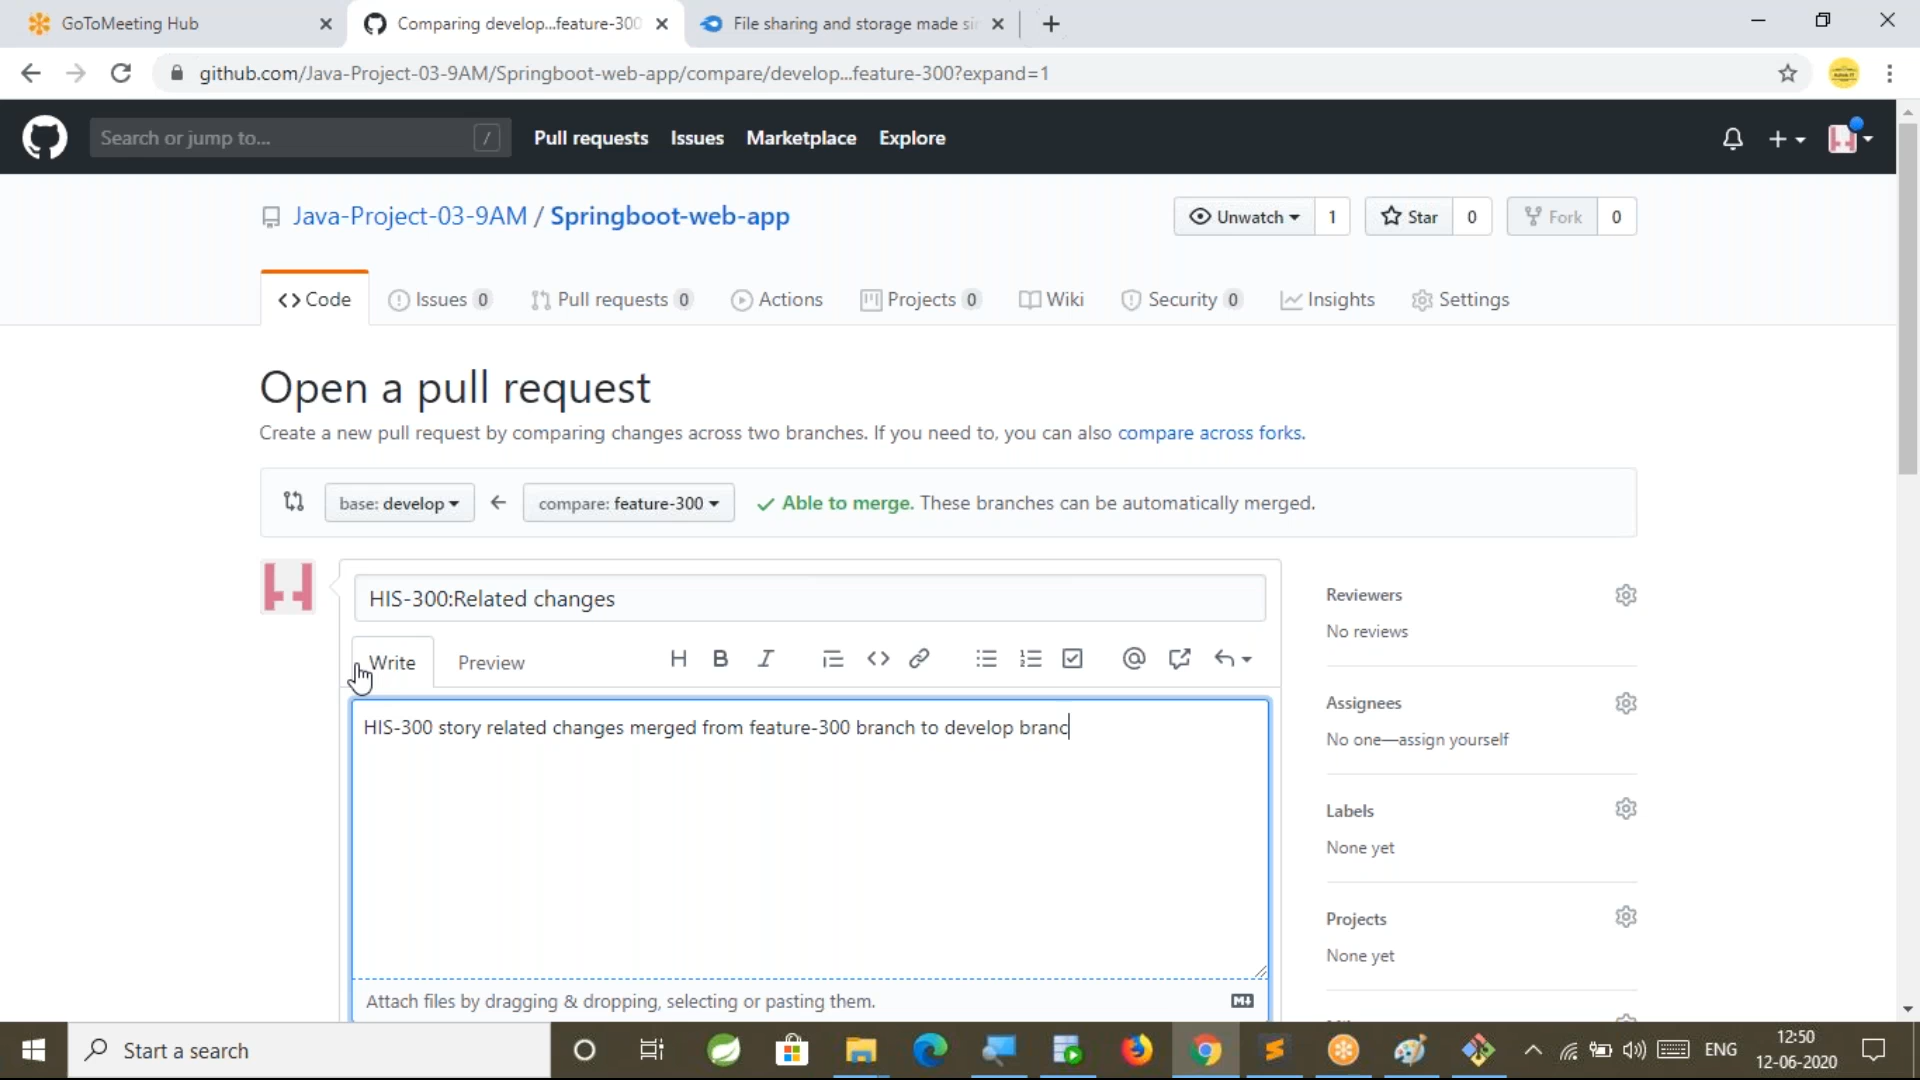 GoToMeeting Hub
Comparing develop...feature-300
File sharing and storage made si
github.com/Java-Project-03-9AM/Springboot-web-app/compare/develop...feature-300?expand=1
Search or jump to... /
Pull requests Issues Marketplace Explore
Java-Project-03-9AM / Springboot-web-app
Unwatch 1 Star 0 Fork 0
Code Issues 0 Pull requests 0 Actions Projects 0 Wiki Security 0 Insights Settings
Open a pull request
Create a new pull request by comparing changes across two branches. If you need to, you can also compare across forks.
base: develop compare: feature-300 Able to merge. These branches can be automatically merged.
HIS-300:Related changes
Write Preview
HIS-300 story related changes merged from feature-300 branch to develop branc
Attach files by dragging & dropping, selecting or pasting them.
Reviewers
No reviews
Assignees
No one—assign yourself
Labels
None yet
Projects
None yet
Start a search
ENG
12:50
12-06-2020